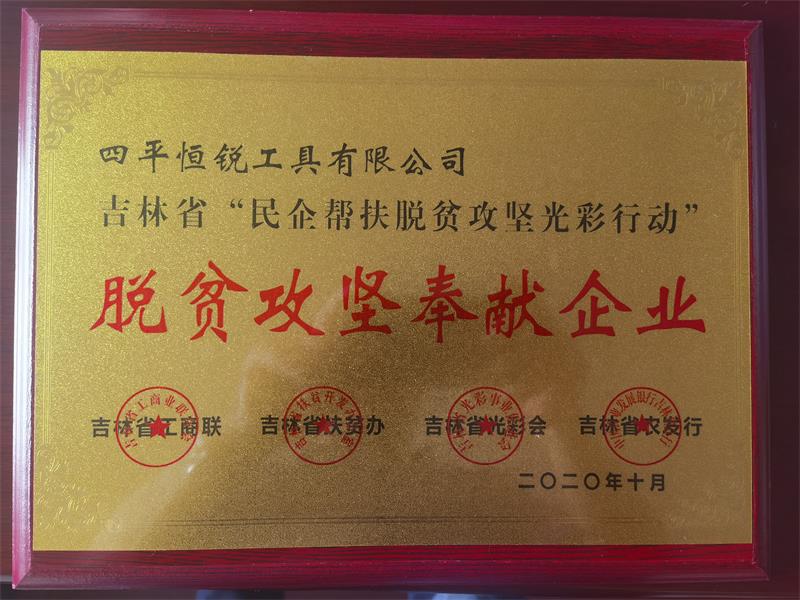 四平恒锐工具有限公司
吉林省“民企帮扶脱贫攻坚光彩行动”
脱贫攻坚奉献企业
吉林省工商联 吉林省扶贫办 吉林省光彩会 吉林省农发行
二〇二〇年十月